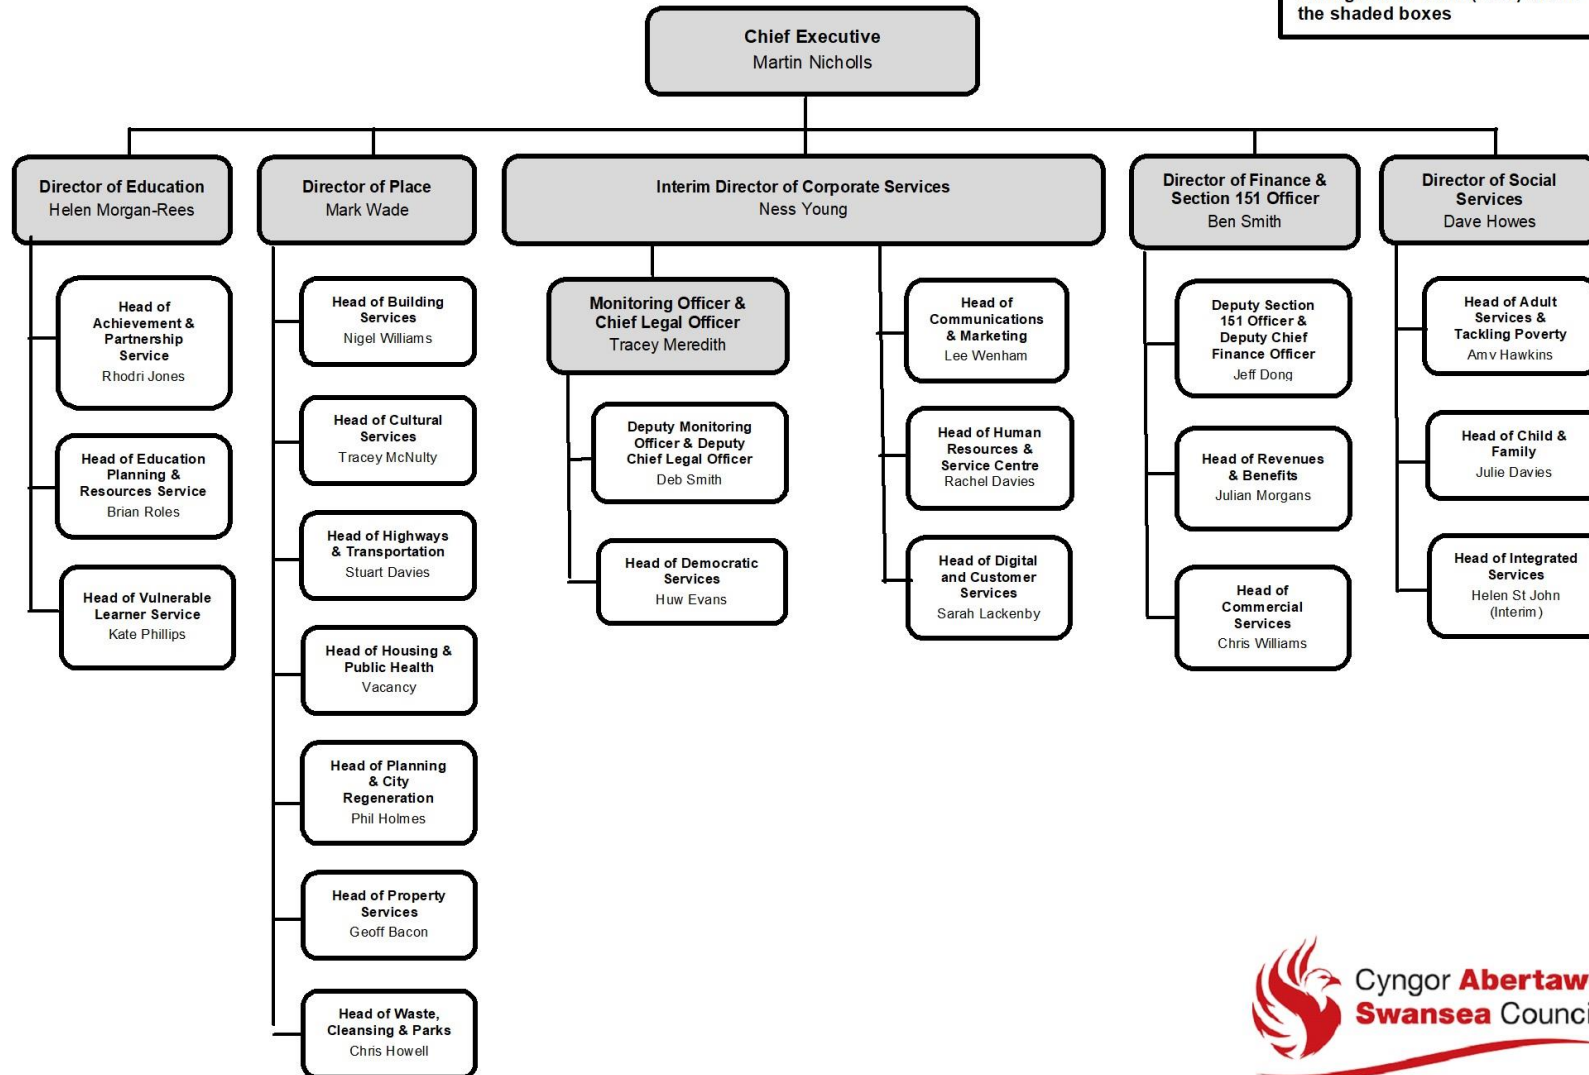 the shaded boxes
Chief Executive
Martin Nicholls
Director of Education
Helen Morgan-Rees
Director of Place
Mark Wade
Interim Director of Corporate Services
Ness Young
Director of Finance &
Section 151 Officer
Ben Smith
Director of Social
Services
Dave Howes
Head of
Achievement &
Partnership
Service
Rhodri Jones
Head of Education
Planning &
Resources Service
Brian Roles
Head of Vulnerable
Learner Service
Kate Phillips
Head of Building
Services
Nigel Williams
Head of Cultural
Services
Tracey McNulty
Head of Highways
& Transportation
Stuart Davies
Head of Housing &
Public Health
Vacancy
Head of Planning
& City
Regeneration
Phil Holmes
Head of Property
Services
Geoff Bacon
Head of Waste,
Cleansing & Parks
Chris Howell
Monitoring Officer &
Chief Legal Officer
Tracey Meredith
Deputy Monitoring
Officer & Deputy
Chief Legal Officer
Deb Smith
Head of Democratic
Services
Huw Evans
Head of
Communications
& Marketing
Lee Wenham
Head of Human
Resources &
Service Centre
Rachel Davies
Head of Digital
and Customer
Services
Sarah Lackenby
Deputy Section
151 Officer &
Deputy Chief
Finance Officer
Jeff Dong
Head of Revenues
& Benefits
Julian Morgans
Head of
Commercial
Services
Chris Williams
Head of Adult
Services &
Tackling Poverty
Amy Hawkins
Head of Child &
Family
Julie Davies
Head of Integrated
Services
Helen St John
(Interim)
Cyngor Abertaw
Swansea Counci